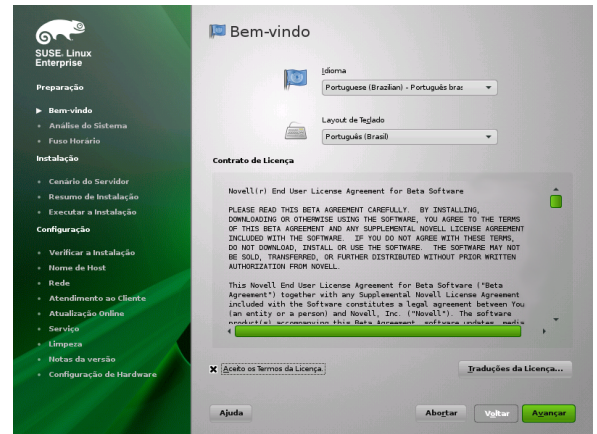 SUSE. Linux
Enterprise
Preparação
Bem-vindo
Análise do Sistema
Fuso Horário
Instalação
Cenário do Servidor
Resumo de Instalação
Executar a Instalação
Configuração
Verificar a Instalação
Nome de Host
Rede
Atendimento ao Cliente
Atualização Online
Serviço
Limpeza
Notas da versão
Configuração de Hardware
Bem-vindo
Idioma
Portuguese (Brazilian) - Português bras
Layout de Teclado
Português (Brasil)
Contrato de Licença
Novell(r) End User License Agreement for Beta Software
PLEASE READ THIS BETA AGREEMENT CAREFULLY. BY INSTALLING,
DOWNLOADING OR OTHERWISE USING THE SOFTWARE, YOU AGREE TO THE TERMS
OF THIS BETA AGREEMENT AND ANY SUPPLEMENTAL NOVELL LICENSE AGREEMENT
INCLUDED WITH THE SOFTWARE. IF YOU DO NOT AGREE WITH THESE TERMS,
DO NOT DOWNLOAD, INSTALL OR USE THE SOFTWARE. THE SOFTWARE MAY NOT
BE SOLD, TRANSFERRED, OR FURTHER DISTRIBUTED WITHOUT PRIOR WRITTEN
AUTHORIZATION FROM NOVELL.
This Novell End User License Agreement for Beta Software ("Beta
Agreement") together with any Supplemental Novell License Agreement
included with the Software constitutes a legal agreement between You
(an entity or a person) and Novell, Inc. ("Novell"). The software
product(s) accompanying this Beta Agreement, software updates, media
Aceito os Termos da Licença.
Traduções da Licença...
Ajuda
Abortar
Voltar
Avançar